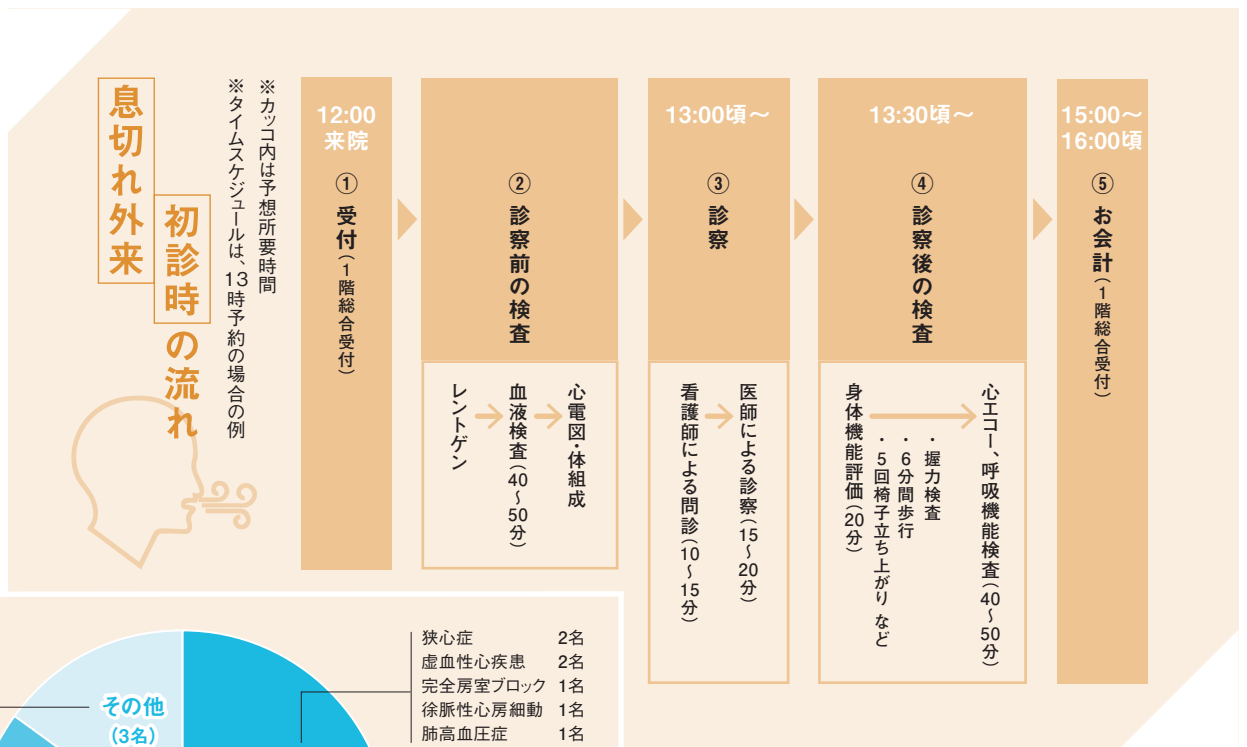 息切れ外来
初診時の流れ
※カッコ内は予想所要時間
※タイムスケジュールは、13時予約の場合の例
12:00
来院
① 受付(1階総合受付)
② 診察前の検査
レントゲン
血液検査(40〜50分)
心電図・体組成
13:00頃〜
③ 診察
看護師による問診(10〜15分)
医師による診察(15〜20分)
13:30頃〜
④ 診察後の検査
身体機能評価(20分)
・5回椅子立ち上がり など
・6分間歩行
・握力検査
心エコー、呼吸機能検査(40〜50分)
15:00〜
16:00頃
⑤ お会計(1階総合受付)
その他
(3名)
狭心症 2名
虚血性心疾患 2名
完全房室ブロック 1名
徐脈性心房細動 1名
肺高血圧症 1名